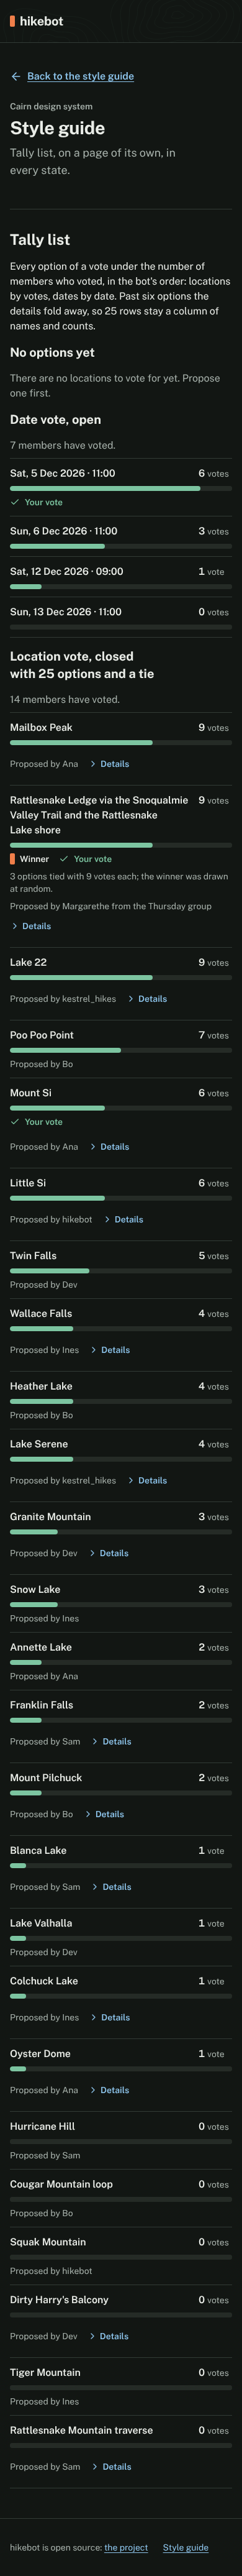 hikebot
Back to the style guide
Cairn design system
Style guide
Tally list, on a page of its own, in
every state.
Tally list
Every option of a vote under the number of
members who voted, in the bot's order: locations
by votes, dates by date. Past six options the
details fold away, so 25 rows stay a column of
names and counts.
No options yet
There are no locations to vote for yet. Propose
one first.
Date vote, open
7 members have voted.
Sat, 5 Dec 2026 · 11:00 6 votes
Your vote
Sun, 6 Dec 2026 · 11:00 3 votes
Sat, 12 Dec 2026 · 09:00 1 vote
Sun, 13 Dec 2026 · 11:00 0 votes
Location vote, closed
with 25 options and a tie
14 members have voted.
Mailbox Peak 9 votes
Proposed by Ana Details
Rattlesnake Ledge via the Snoqualmie 9 votes
Valley Trail and the Rattlesnake
Lake shore
Winner Your vote
3 options tied with 9 votes each; the winner was drawn
at random.
Proposed by Margarethe from the Thursday group
Details
Lake 22 9 votes
Proposed by kestrel_hikes Details
Poo Poo Point 7 votes
Proposed by Bo
Mount Si 6 votes
Your vote
Proposed by Ana Details
Little Si 6 votes
Proposed by hikebot Details
Twin Falls 5 votes
Proposed by Dev
Wallace Falls 4 votes
Proposed by Ines Details
Heather Lake 4 votes
Proposed by Bo
Lake Serene 4 votes
Proposed by kestrel_hikes Details
Granite Mountain 3 votes
Proposed by Dev Details
Snow Lake 3 votes
Proposed by Ines
Annette Lake 2 votes
Proposed by Ana
Franklin Falls 2 votes
Proposed by Sam Details
Mount Pilchuck 2 votes
Proposed by Bo Details
Blanca Lake 1 vote
Proposed by Sam Details
Lake Valhalla 1 vote
Proposed by Dev
Colchuck Lake 1 vote
Proposed by Ines Details
Oyster Dome 1 vote
Proposed by Ana Details
Hurricane Hill 0 votes
Proposed by Sam
Cougar Mountain loop 0 votes
Proposed by Bo
Squak Mountain 0 votes
Proposed by hikebot
Dirty Harry's Balcony 0 votes
Proposed by Dev Details
Tiger Mountain 0 votes
Proposed by Ines
Rattlesnake Mountain traverse 0 votes
Proposed by Sam Details
hikebot is open source: the project Style guide